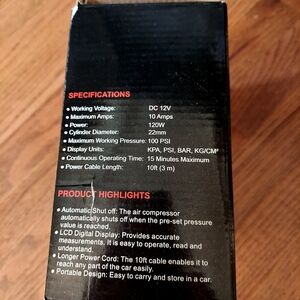 SPECIFICATIONS
• Working Voltage: DC 12V
• Maximum Amps: 10 Amps
• Power: 120W
• Cylinder Diameter: 22mm
• Maximum Working Pressure: 100 PSI
• Display Units: KPA, PSI, BAR, KG/CM²
• Continuous Operating Time: 15 Minutes Maximum
• Power Cable Length: 10ft (3 m)
PRODUCT HIGHLIGHTS
• Automatic Shut off: The air compressor
automatically shuts off when the pre-set pressure
value is reached.
• LCD Digital Display: Provides accurate
measurements. It is easy to operate, read and
understand.
• Longer Power Cord: The 10ft cable enables it to
reach any part of the car easily.
• Portable Design: Easy to carry and store in a car.